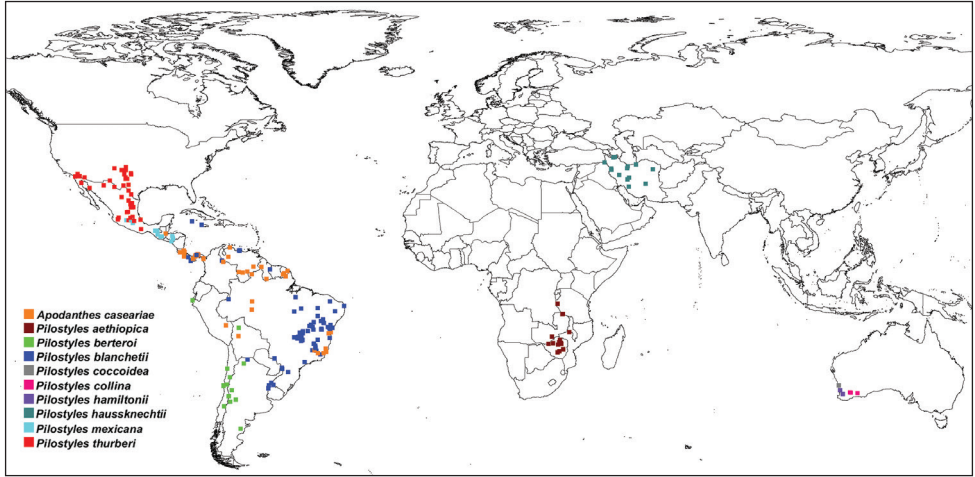 Apodanthes caseariae
Pilostyles aethiopica
Pilostyles berteroi
Pilostyles blanchetii
Pilostyles coccoidea
Pilostyles collina
Pilostyles hamiltonii
Pilostyles haussknechtii
Pilostyles mexicana
Pilostyles thurberi